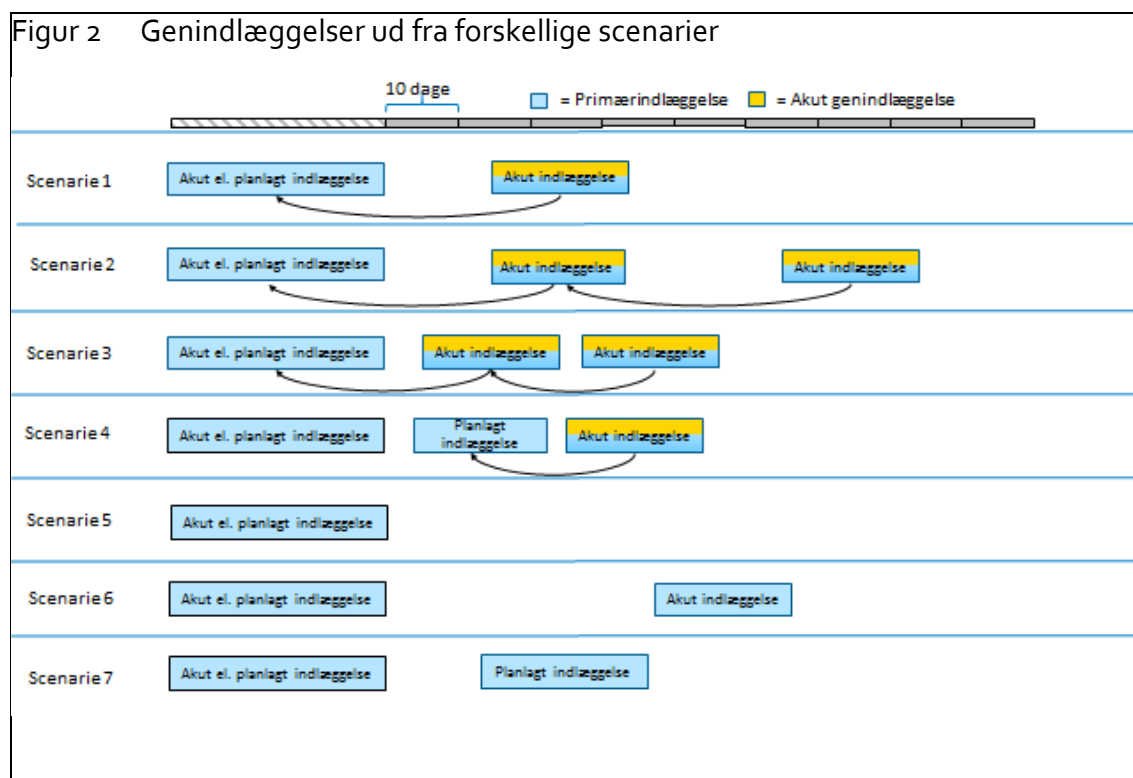 Figur 2 Genindlæggelser ud fra forskellige scenarier
10 dage
= Primærindlæggelse = Akut genindlæggelse
Scenarie 1
Akut el. planlagt indlæggelse
Akut indlæggelse
Scenarie 2
Akut el. planlagt indlæggelse
Akut indlæggelse
Akut indlæggelse
Scenarie 3
Akut el. planlagt indlæggelse
Akut indlæggelse
Akut indlæggelse
Scenarie 4
Akut el. planlagt indlæggelse
Planlagt
indlæggelse
Akut indlæggelse
Scenarie 5
Akut el. planlagt indlæggelse
Scenarie 6
Akut el. planlagt indlæggelse
Akut indlæggelse
Scenarie 7
Akut el. planlagt indlæggelse
Planlagt indlæggelse